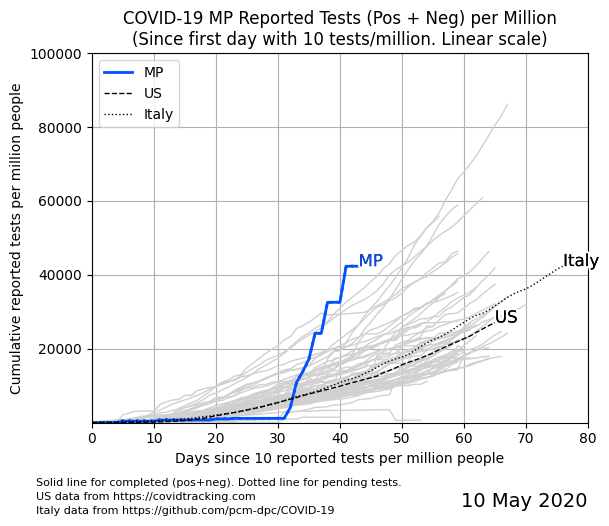 COVID-19 MP Reported Tests (Pos + Neg) per Million
(Since first day with 10 tests/million. Linear scale)
Cumulative reported tests per million people
100000
80000
60000
40000
20000
MP
US
Italy
MP
Italy
US
0 10 20 30 40 50 60 70 80
Days since 10 reported tests per million people
Solid line for completed (pos+neg). Dotted line for pending tests.
US data from https://covidtracking.com
Italy data from https://github.com/pcm-dpc/COVID-19
10 May 2020